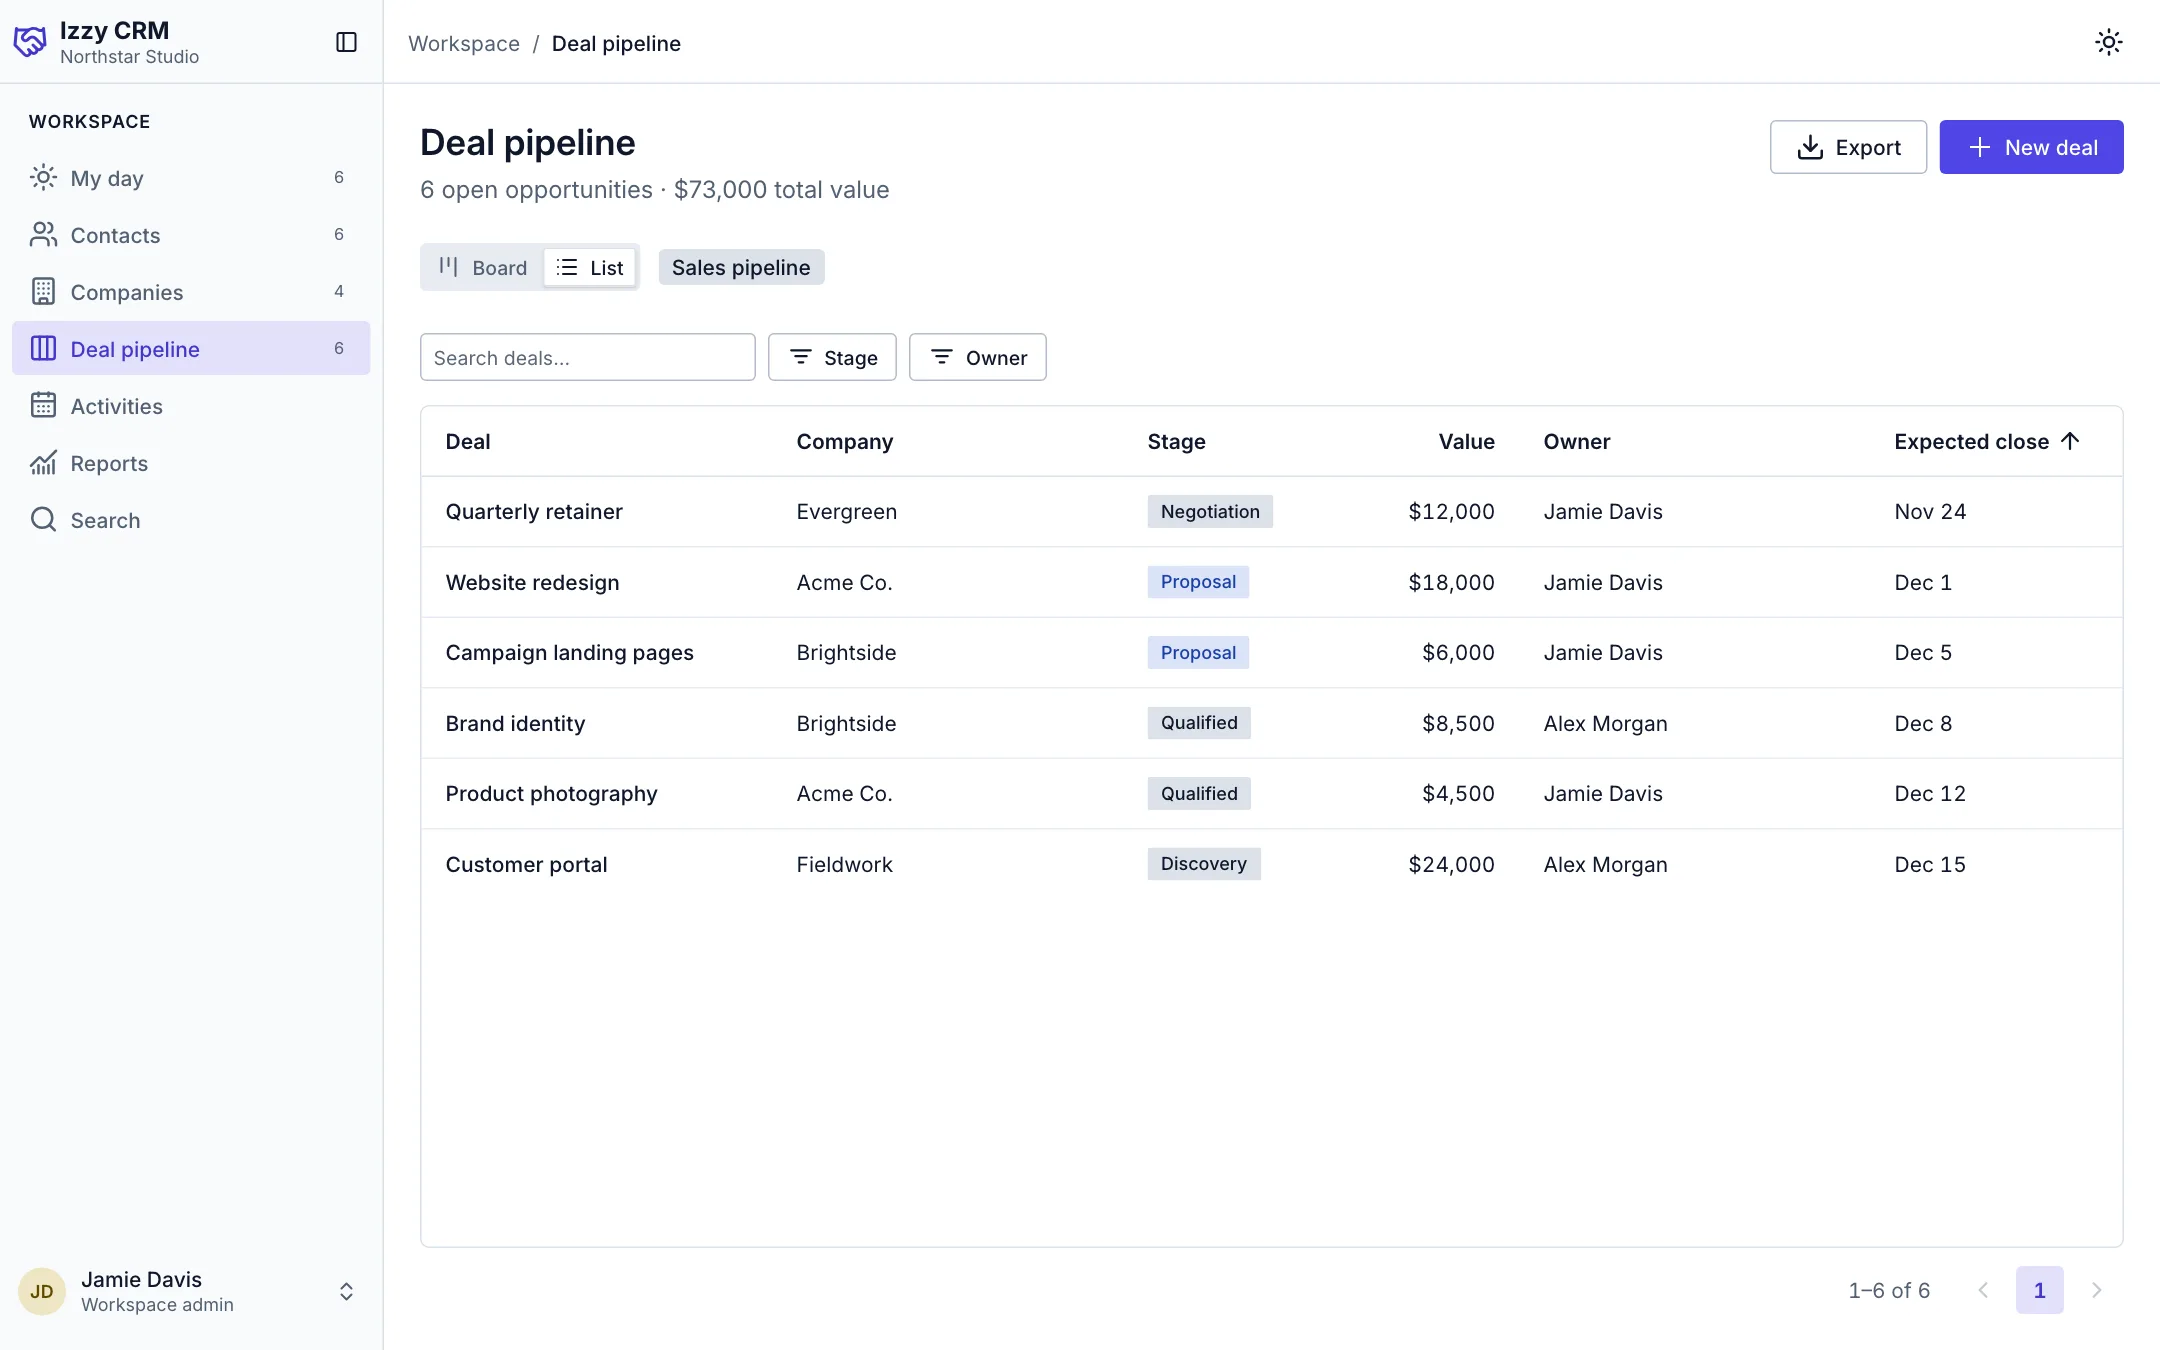 Izzy CRM
Northstar Studio
Workspace / Deal pipeline
WORKSPACE
My day 6
Contacts 6
Companies 4
Deal pipeline 6
Activities
Reports
Search
JD
Jamie Davis
Workspace admin
Deal pipeline
6 open opportunities · $73,000 total value
Export
New deal
Board
List
Sales pipeline
Search deals...
Stage
Owner
Deal Company Stage Value Owner Expected close
Quarterly retainer Evergreen Negotiation $12,000 Jamie Davis Nov 24
Website redesign Acme Co. Proposal $18,000 Jamie Davis Dec 1
Campaign landing pages Brightside Proposal $6,000 Jamie Davis Dec 5
Brand identity Brightside Qualified $8,500 Alex Morgan Dec 8
Product photography Acme Co. Qualified $4,500 Jamie Davis Dec 12
Customer portal Fieldwork Discovery $24,000 Alex Morgan Dec 15
1–6 of 6
1